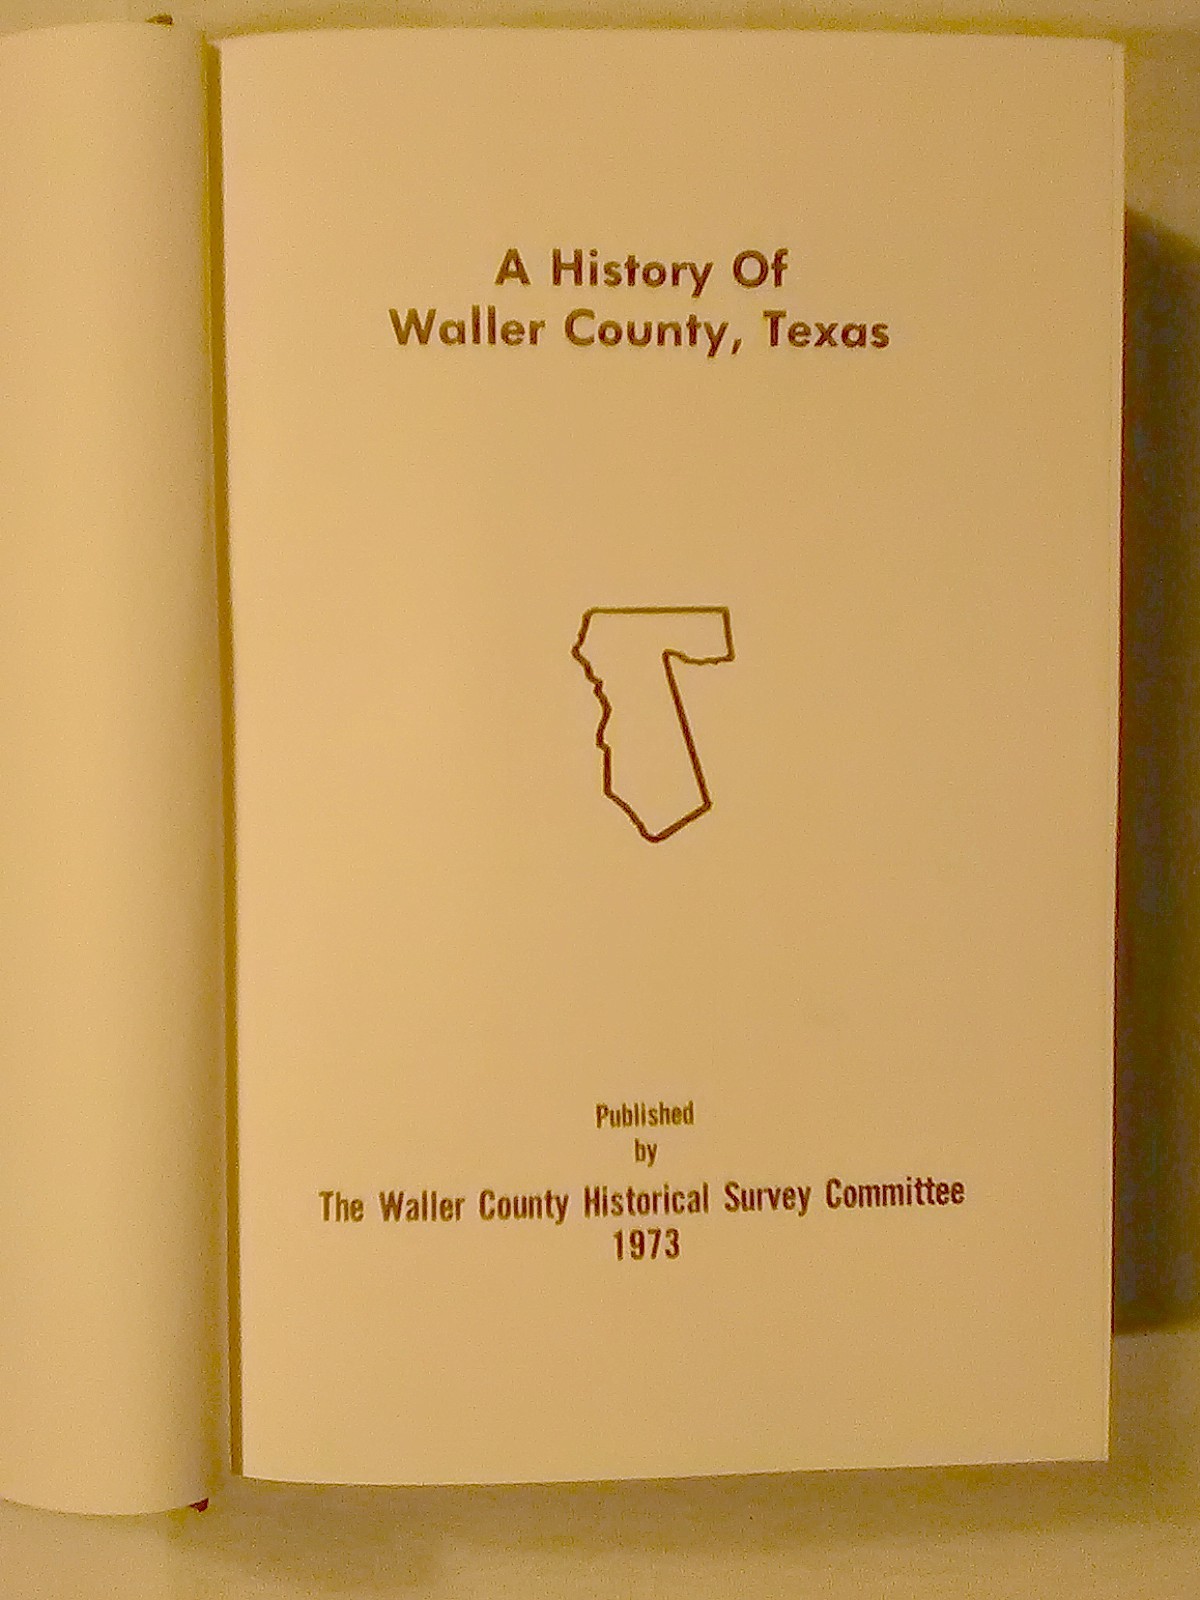 A History Of
Waller County, Texas
Published
by
The Waller County Historical Survey Committee
1973